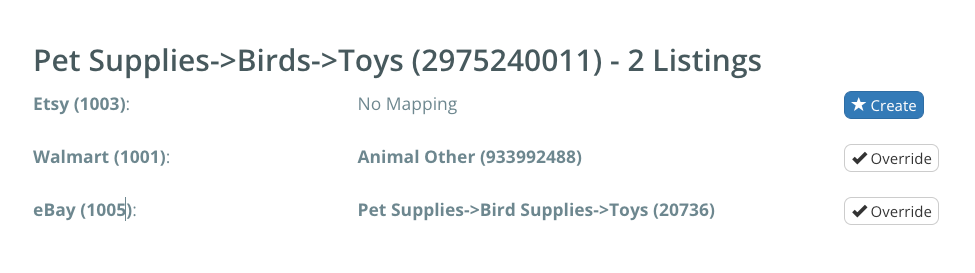 Pet Supplies->Birds->Toys (2975240011) - 2 Listings
Etsy (1003): No Mapping Create
Walmart (1001): Animal Other (933992488) Override
eBay (1005): Pet Supplies->Bird Supplies->Toys (20736) Override